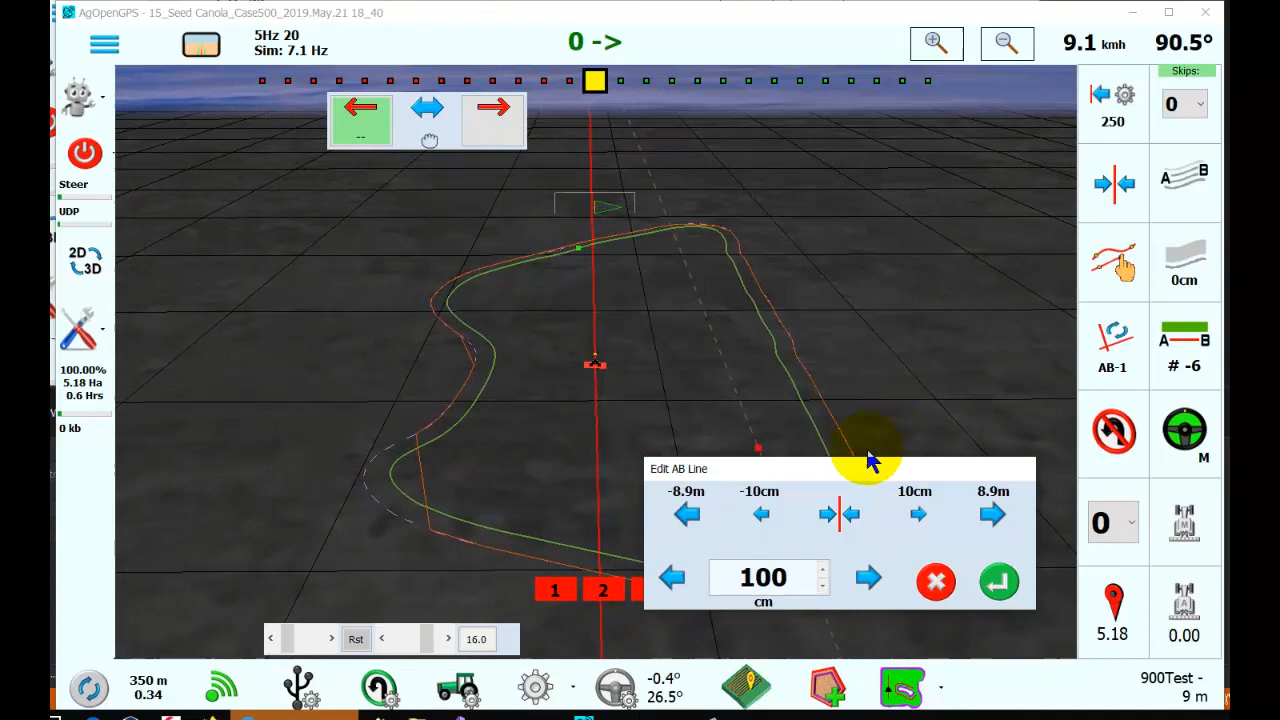 AgOpenGPS - 15_Seed Canola_Case500_2019.May.21 18_40
5Hz 20
Sim: 7.1 Hz
0 ->
9.1 kmh
90.5°
Skips:
0
250
--
Steer
UDP
2D
3D
A B
0cm
AB-1
A B
# -6
100.00%
5.18 Ha
0.6 Hrs
0 kb
M
Edit AB Line
-8.9m
-10cm
10cm
8.9m
100
cm
0
M
1
2
< > Rst < > 16.0
5.18
A
0.00
350 m
0.34
-0.4°
26.5°
900Test -
9 m